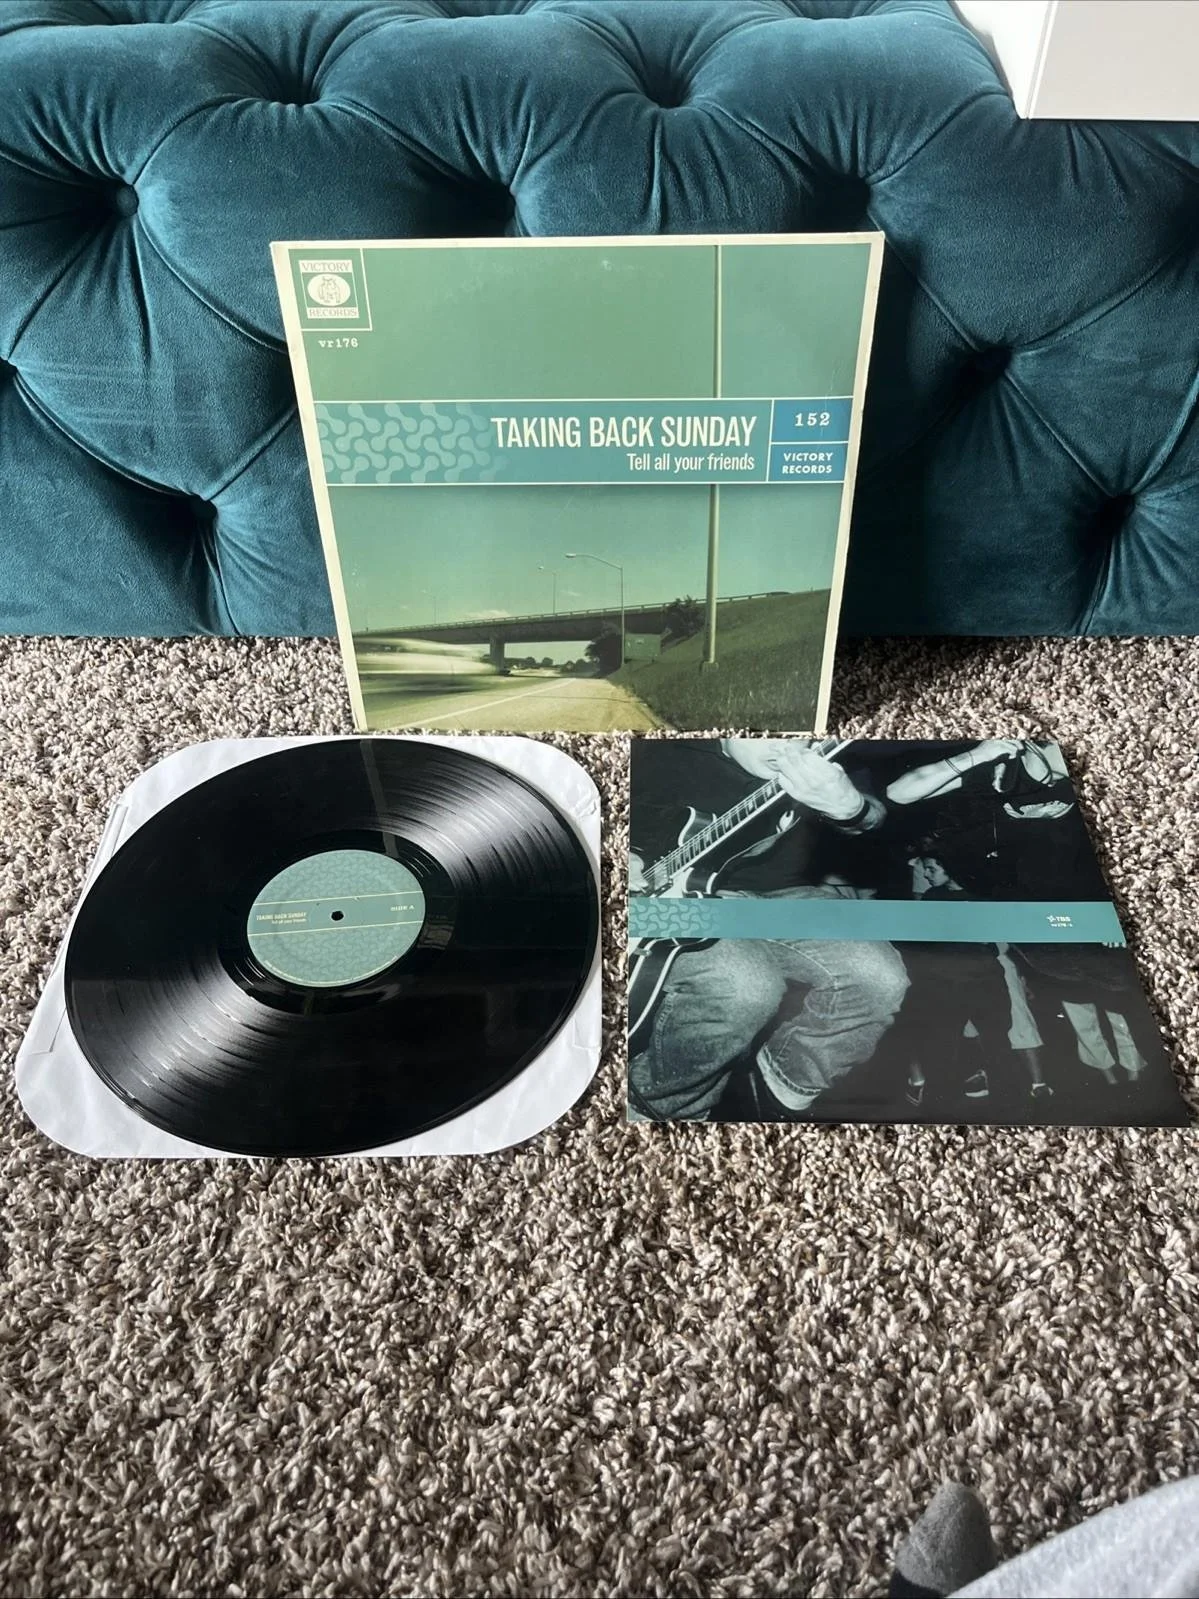 VICTORY
RECORDS
vr176
TAKING BACK SUNDAY
Tell all your friends
152
VICTORY
RECORDS
TAKING BACK SUNDAY
Tell all your friends
SIDE A
TBS